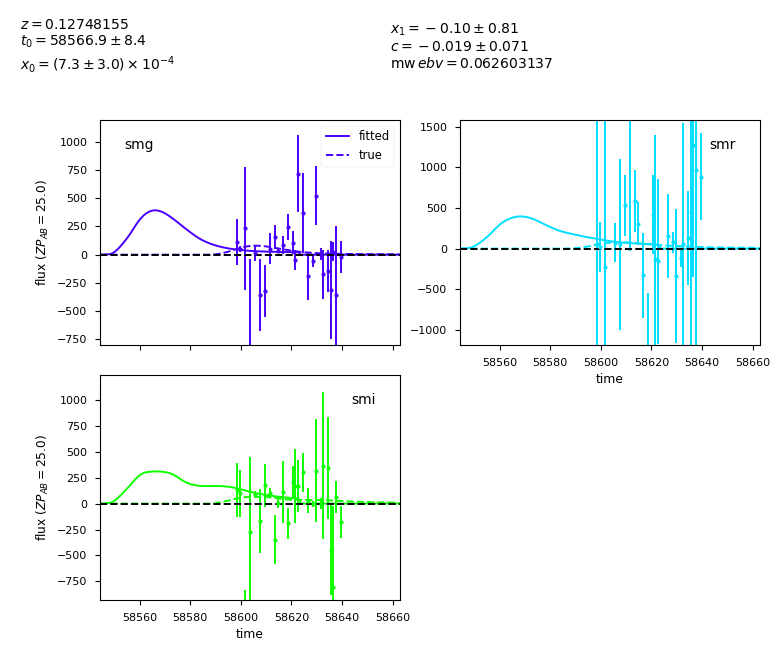 z = 0.12748155
t₀ = 58566.9 ± 8.4
x₀ = (7.3 ± 3.0) × 10⁻⁴
x₁ = −0.10 ± 0.81
c = −0.019 ± 0.071
mw ebv = 0.062603137
smg
fitted
true
1000
750
500
250
0
−250
−500
−750
flux (ZP_AB = 25.0)
smr
1500
1000
500
0
−500
−1000
58560 58580 58600 58620 58640 58660
time
smi
1000
750
500
250
0
−250
−500
−750
flux (ZP_AB = 25.0)
58560 58580 58600 58620 58640 58660
time